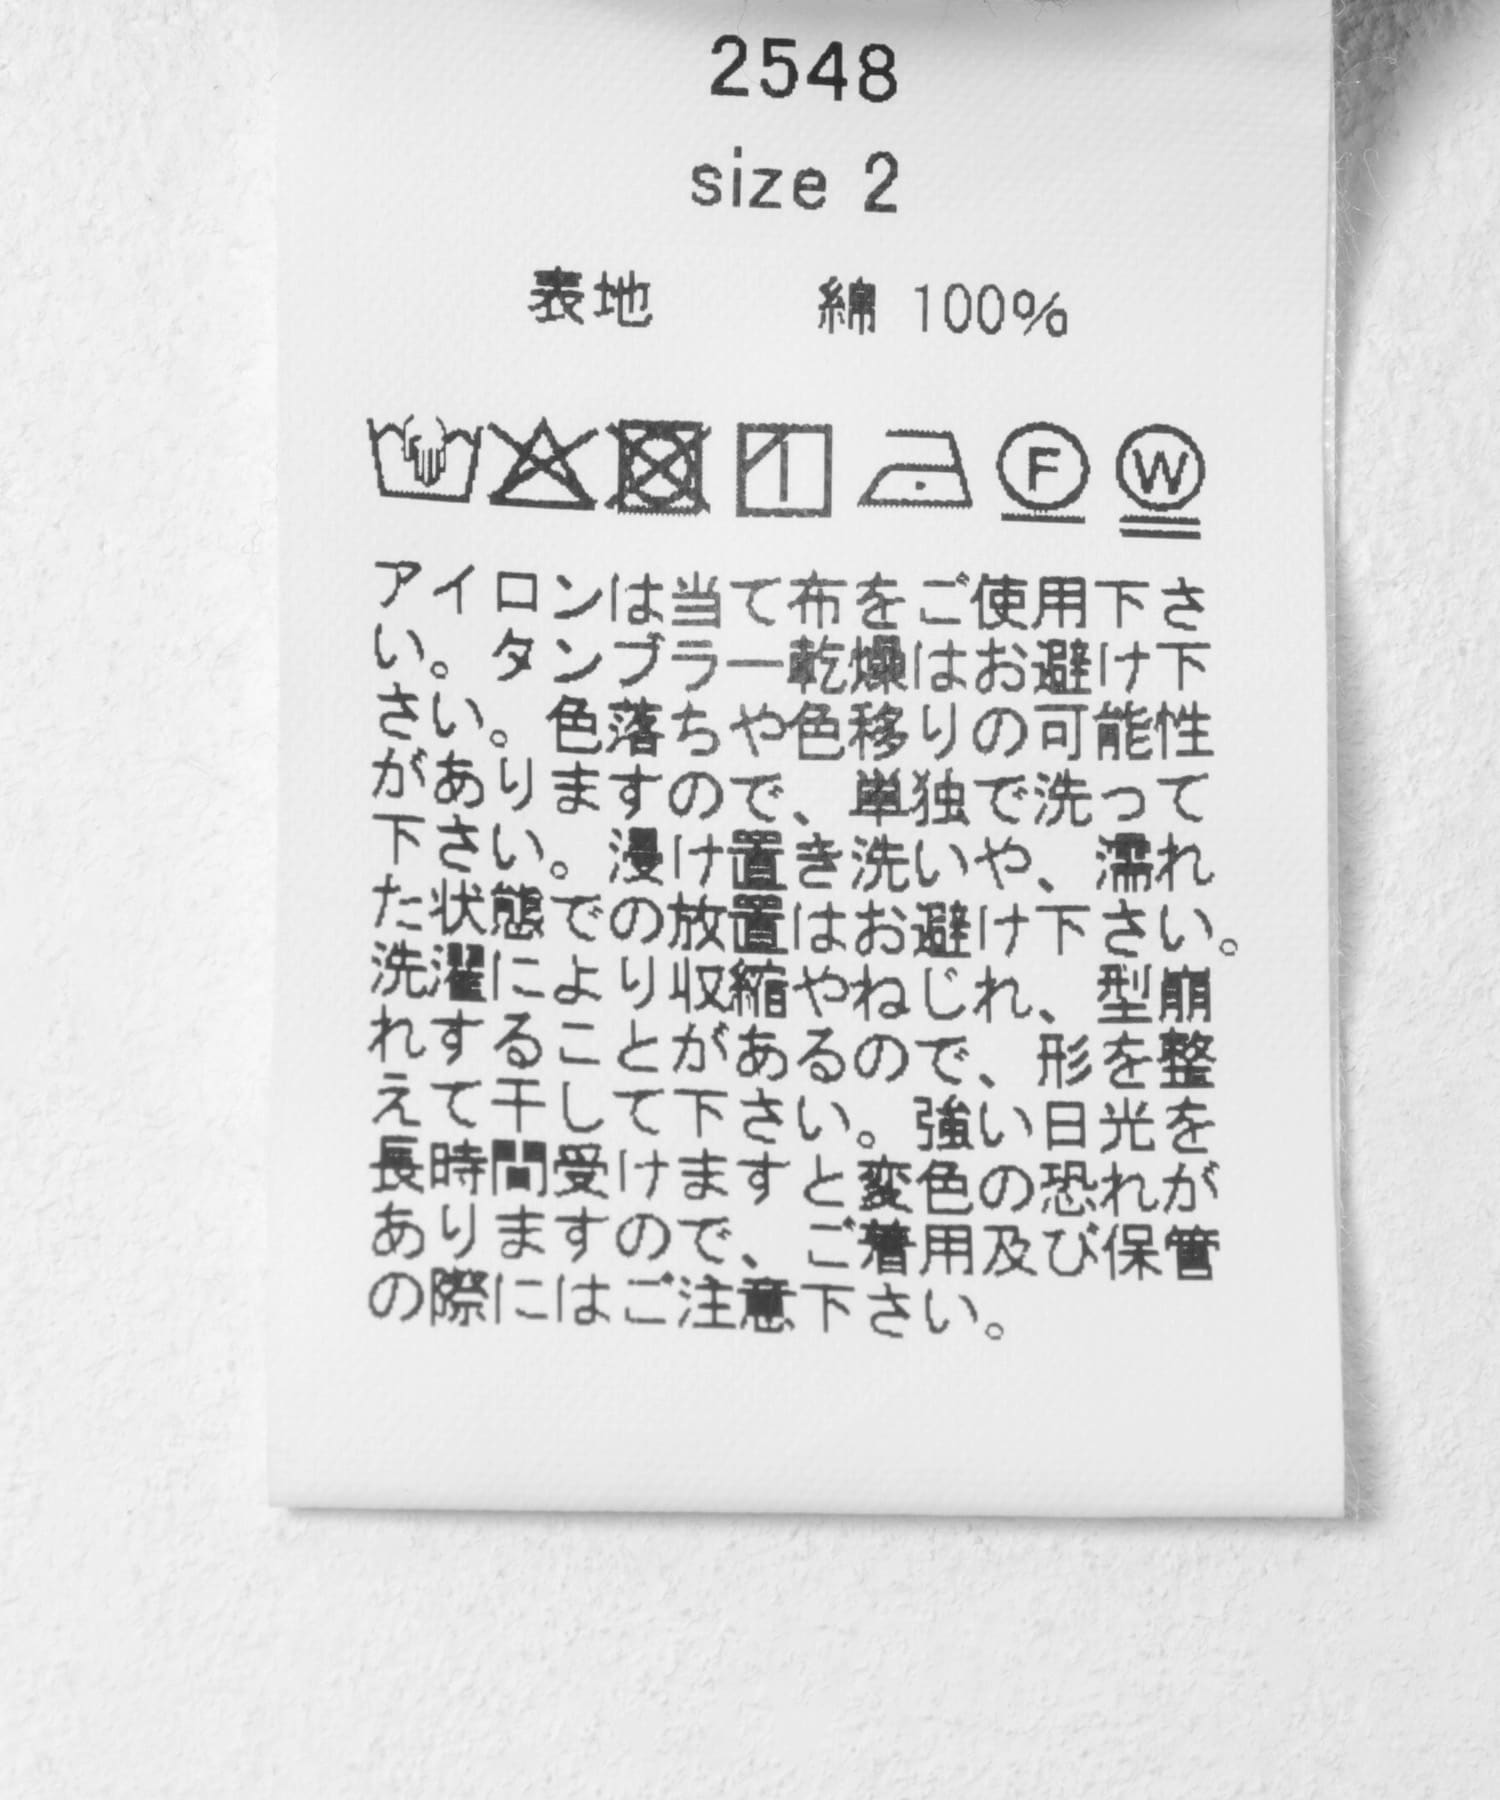 2548
size 2
表地 綿 100%
F W
アイロンは当て布をご使用下さ
い。タンブラー乾燥はお避け下
さい。色落ちや色移りの可能性
がありますので、単独で洗って
下さい。浸け置き洗いや、濡れ
た状態での放置はお避け下さい。
洗濯により収縮やねじれ、型崩
れすることがあるので、形を整
えて干して下さい。強い日光を
長時間受けますと変色の恐れが
ありますので、ご着用及び保管
の際にはご注意下さい。